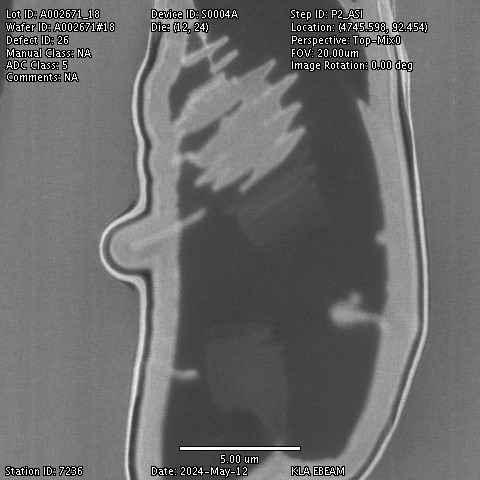 Lot ID: A002671_18
Wafer ID: A002671#18
Defect ID: 26
Manual Class: NA
ADC Class: 5
Comments: NA
Device ID: S0004A
Die: (12, 24)
Step ID: P2_ASI
Location: (4745.598, 92.454)
Perspective: Top-Mix0
FOV: 20.00um
Image Rotation: 0.00 deg
5.00 um
Station ID: 7236
Date: 2024-May-12
KLA EBEAM